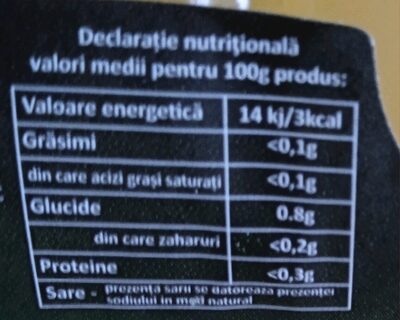 Declarație nutrițională
valori medii pentru 100g produs:
Valoare energetică 14 kj/3kcal
Grăsimi <0,1g
din care acizi grași saturați <0,1g
Glucide 0.8g
din care zaharuri <0,2g
Proteine <0,3g
Sare - prezența sarii se datoreaza prezenței
sodiului in mod natural